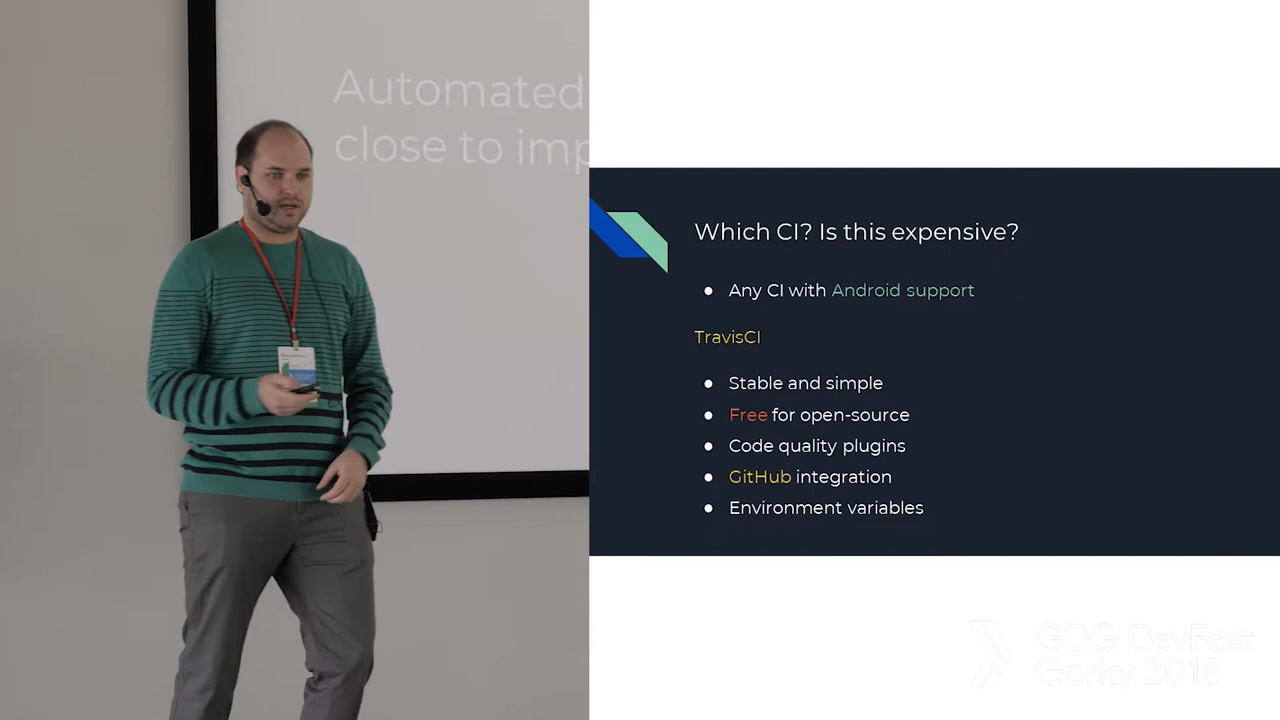 Automated
close to imp
Which CI? Is this expensive?
● Any CI with Android support
TravisCI
● Stable and simple
● Free for open-source
● Code quality plugins
● GitHub integration
● Environment variables
GDG DevFest
Gorky 2018